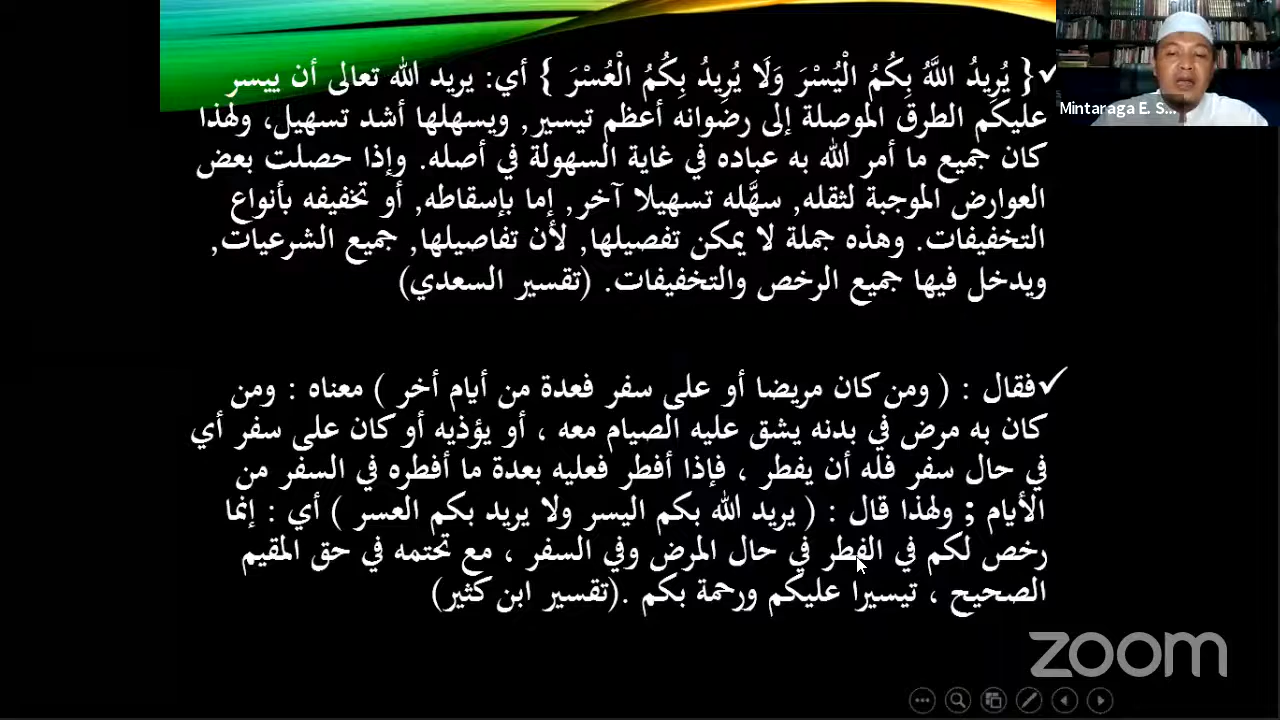 { يُرِيدُ اللَّهُ بِكُمُ الْيُسْرَ وَلَا يُرِيدُ بِكُمُ الْعُسْرَ } أي: يريد الله تعالى أن ييسر
عليكم الطرق الموصلة إلى رضوانه أعظم تيسير, ويسهلها أشد تسهيل، ولهذا
كان جميع ما أمر الله به عباده في غاية السهولة في أصله. وإذا حصلت بعض
العوارض الموجبة لثقله, سهَّله تسهيلا آخر, إما بإسقاطه, أو تخفيفه بأنواع
التخفيفات. وهذه جملة لا يمكن تفصيلها, لأن تفاصيلها, جميع الشرعيات,
ويدخل فيها جميع الرخص والتخفيفات. (تفسير السعدي)
فقال : ( ومن كان مريضا أو على سفر فعدة من أيام أخر ) معناه : ومن
كان به مرض في بدنه يشق عليه الصيام معه ، أو يؤذيه أو كان على سفر أي
في حال سفر فله أن يفطر ، فإذا أفطر فعليه بعدة ما أفطره في السفر من
الأيام ; ولهذا قال : ( يريد الله بكم اليسر ولا يريد بكم العسر ) أي : إنما
رخص لكم في الفطر في حال المرض وفي السفر ، مع تحتمه في حق المقيم
الصحيح ، تيسيرا عليكم ورحمة بكم .(تفسير ابن كثير)
Mintaraga E. S...
zoom